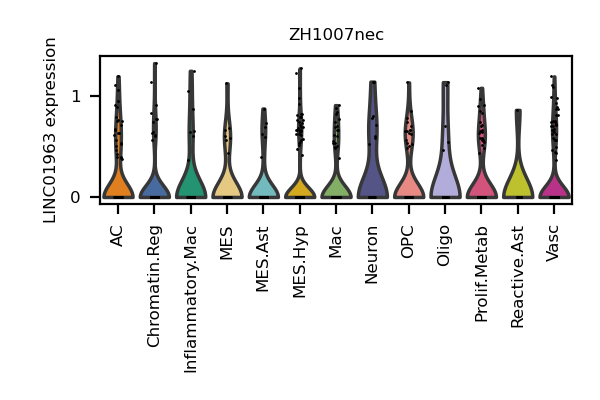 ZH1007nec
LINC01963 expression
1
0
AC
Chromatin.Reg
Inflammatory.Mac
MES
MES.Ast
MES.Hyp
Mac
Neuron
OPC
Oligo
Prolif.Metab
Reactive.Ast
Vasc